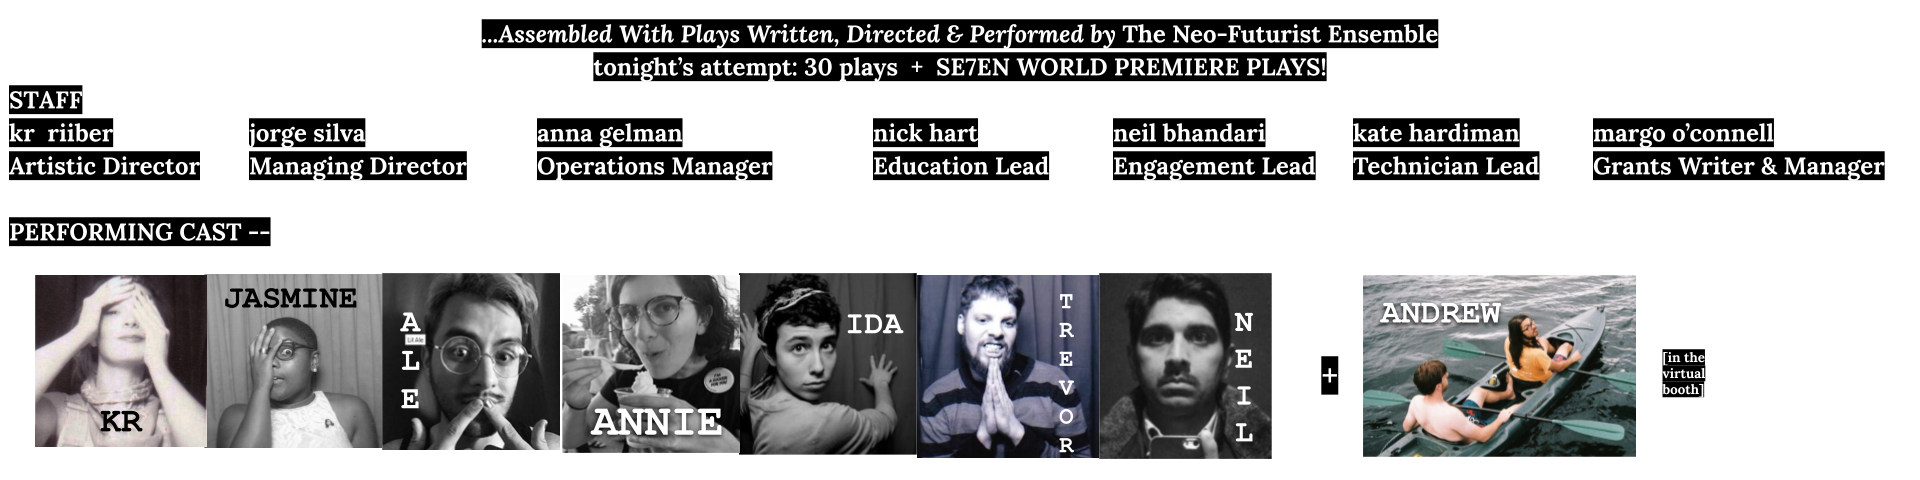 ...Assembled With Plays Written, Directed & Performed by The Neo-Futurist Ensemble
tonight’s attempt: 30 plays + SE7EN WORLD PREMIERE PLAYS!
STAFF
kr riiber jorge silva anna gelman nick hart neil bhandari kate hardiman margo o’connell
Artistic Director Managing Director Operations Manager Education Lead Engagement Lead Technician Lead Grants Writer & Manager
PERFORMING CAST --
KR
JASMINE
ALE
Lil Ale
ANNIE
IDA
TREVOR
NEIL
+
ANDREW
[in the
virtual
booth]